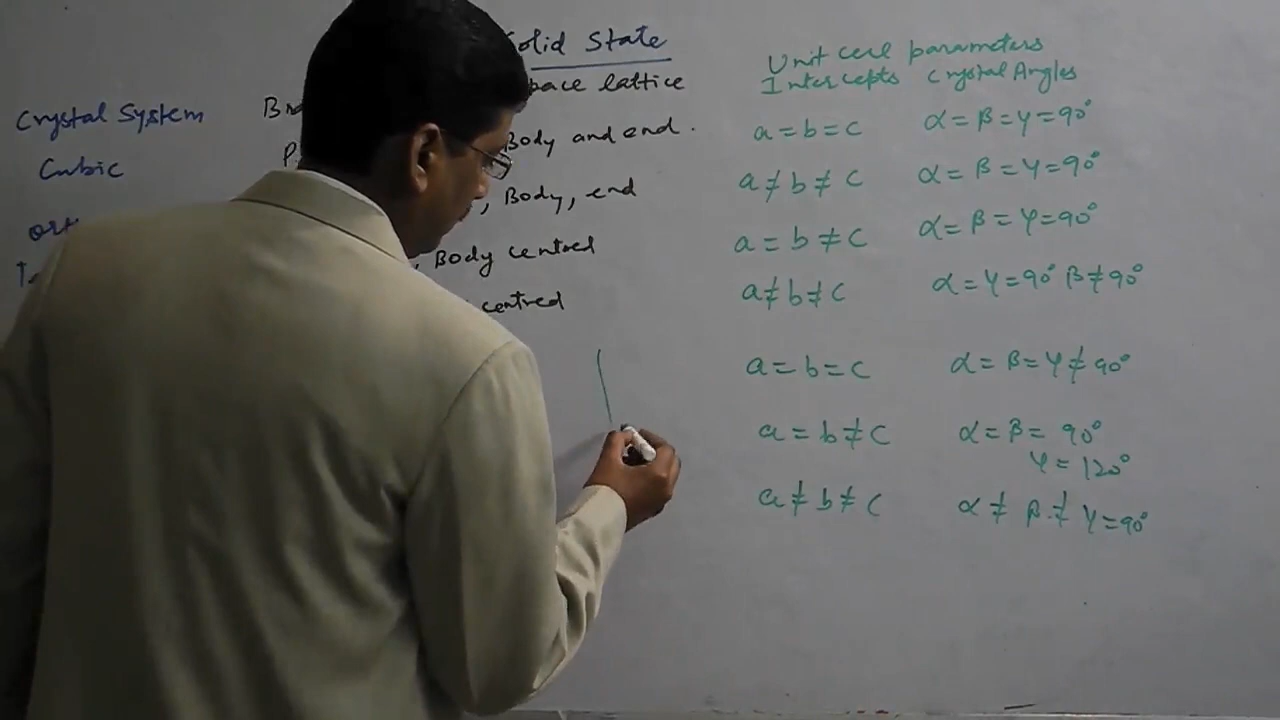 Solid State
Unit cell parameters
Crystal System space lattice Intercepts Crystal Angles
Cubic Body and end. a = b = c α = β = γ = 90°
, Body, end a ≠ b ≠ c α = β = γ = 90°
, Body centred a = b ≠ c α = β = γ = 90°
centred a ≠ b ≠ c α = γ = 90° β ≠ 90°
a = b = c α = β = γ ≠ 90°
a = b ≠ c α = β = 90°
γ = 120°
a ≠ b ≠ c α ≠ β ≠ γ = 90°